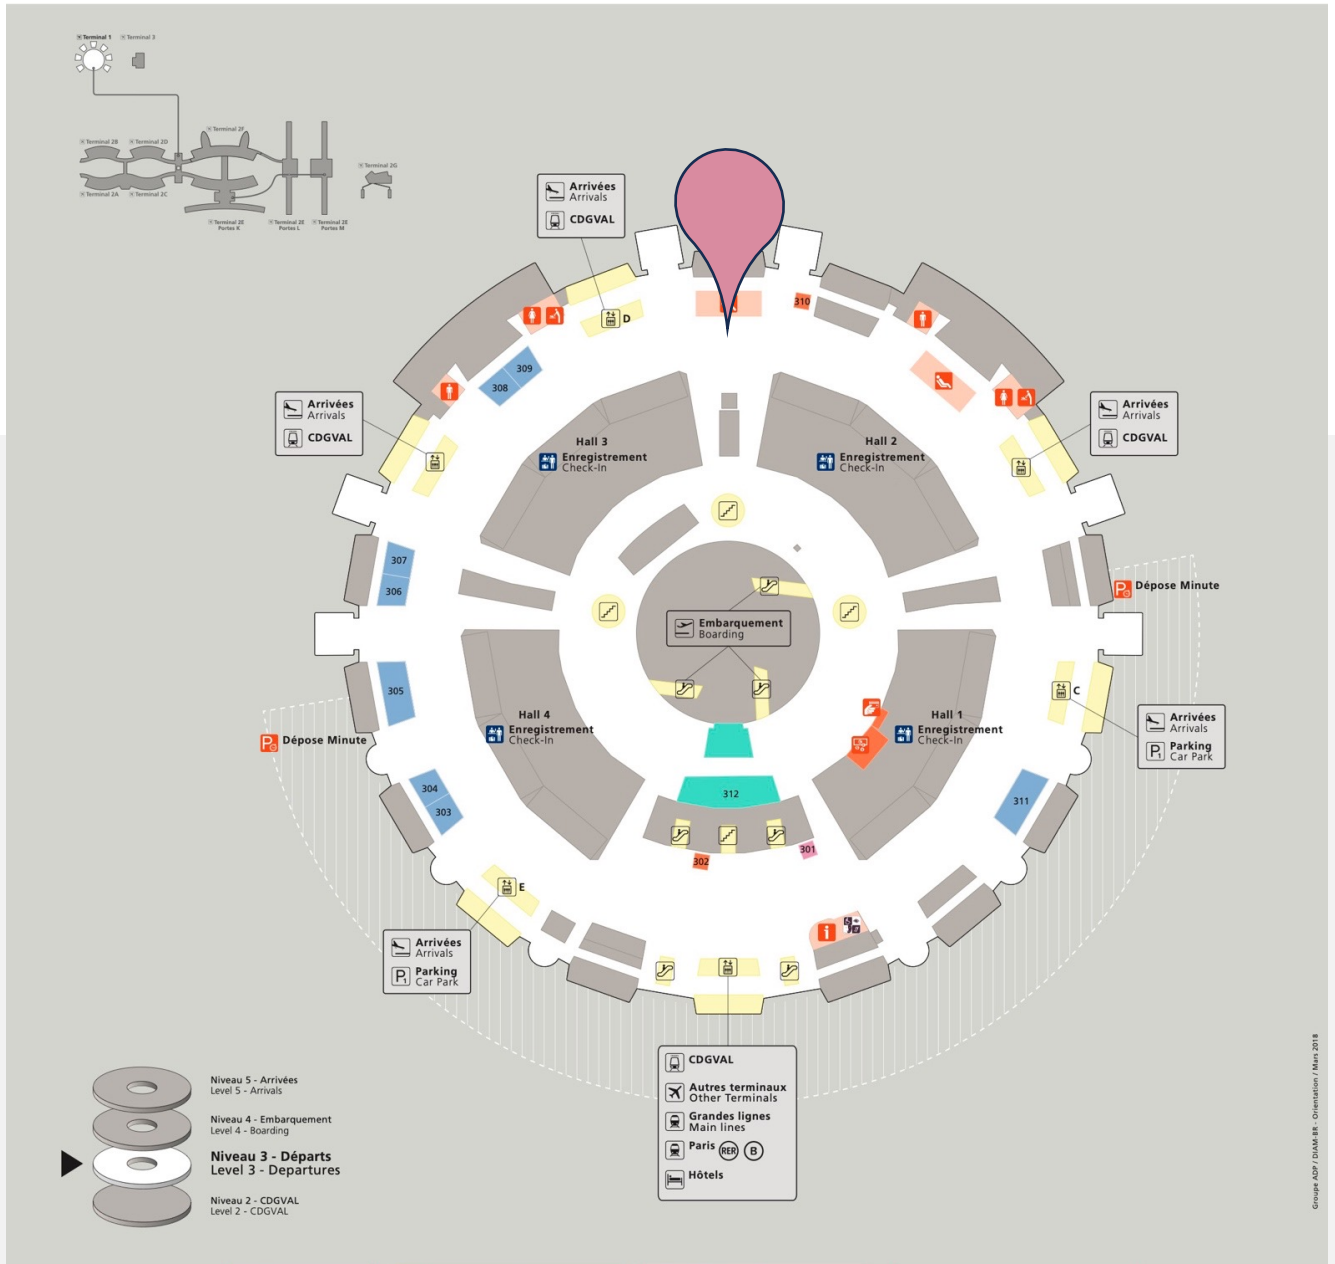 Terminal 1
Terminal 3
Terminal 2B
Terminal 2D
Terminal 2F
Terminal 2G
Terminal 2A
Terminal 2C
Terminal 2E
Portes K
Terminal 2E
Portes L
Terminal 2E
Portes M
Arrivées
Arrivals
CDGVAL
D
310
309
308
Arrivées
Arrivals
CDGVAL
Arrivées
Arrivals
CDGVAL
Hall 3
Enregistrement
Check-In
Hall 2
Enregistrement
Check-In
307
306
Dépose Minute
Embarquement
Boarding
305
C
Hall 4
Enregistrement
Check-In
Hall 1
Enregistrement
Check-In
Arrivées
Arrivals
P1
Parking
Car Park
Dépose Minute
304
303
312
311
302
301
E
Arrivées
Arrivals
P1
Parking
Car Park
CDGVAL
Autres terminaux
Other Terminals
Grandes lignes
Main lines
Paris RER B
Hôtels
Niveau 5 - Arrivées
Level 5 - Arrivals
Niveau 4 - Embarquement
Level 4 - Boarding
Niveau 3 - Départs
Level 3 - Departures
Niveau 2 - CDGVAL
Level 2 - CDGVAL
Groupe ADP / DIAM-BR - Orientation / Mars 2018